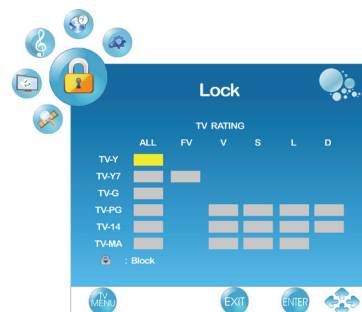 Lock
TV RATING
ALL FV V S L D
TV-Y
TV-Y7
TV-G
TV-PG
TV-14
TV-MA
: Block
TV MENU EXIT ENTER